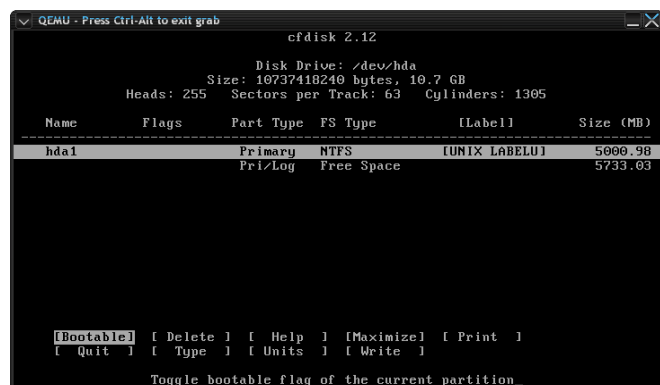 QEMU - Press Ctrl-Alt to exit grab
cfdisk 2.12
Disk Drive: /dev/hda
Size: 10737418240 bytes, 10.7 GB
Heads: 255 Sectors per Track: 63 Cylinders: 1305
Name Flags Part Type FS Type [Label] Size (MB)
hda1 Primary NTFS [UNIX LABELU] 5000.98
Pri/Log Free Space 5733.03
[Bootable] [ Delete ] [ Help ] [Maximize] [ Print ]
[ Quit ] [ Type ] [ Units ] [ Write ]
Toggle bootable flag of the current partition_